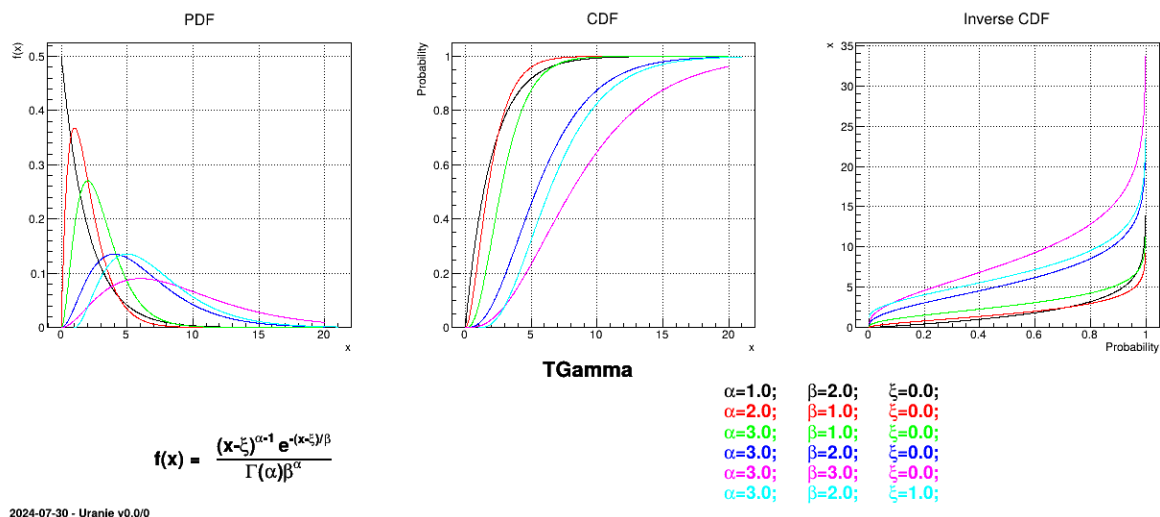 PDF
CDF
Inverse CDF
f(x)
0.5
0.4
0.3
0.2
0.1
0
0 5 10 15 20
x
Probability
1
0.8
0.6
0.4
0.2
0
0 5 10 15 20
x
x
35
30
25
20
15
10
5
0
0 0.2 0.4 0.6 0.8 1
Probability
TGamma
α=1.0; β=2.0; ξ=0.0;
α=2.0; β=1.0; ξ=0.0;
α=3.0; β=1.0; ξ=0.0;
α=3.0; β=2.0; ξ=0.0;
α=3.0; β=3.0; ξ=0.0;
α=3.0; β=2.0; ξ=1.0;
(x-ξ)^α-1 e^-(x-ξ)/β
f(x) =
Γ(α)β^α
2024-07-30 - Uranie v0.0/0